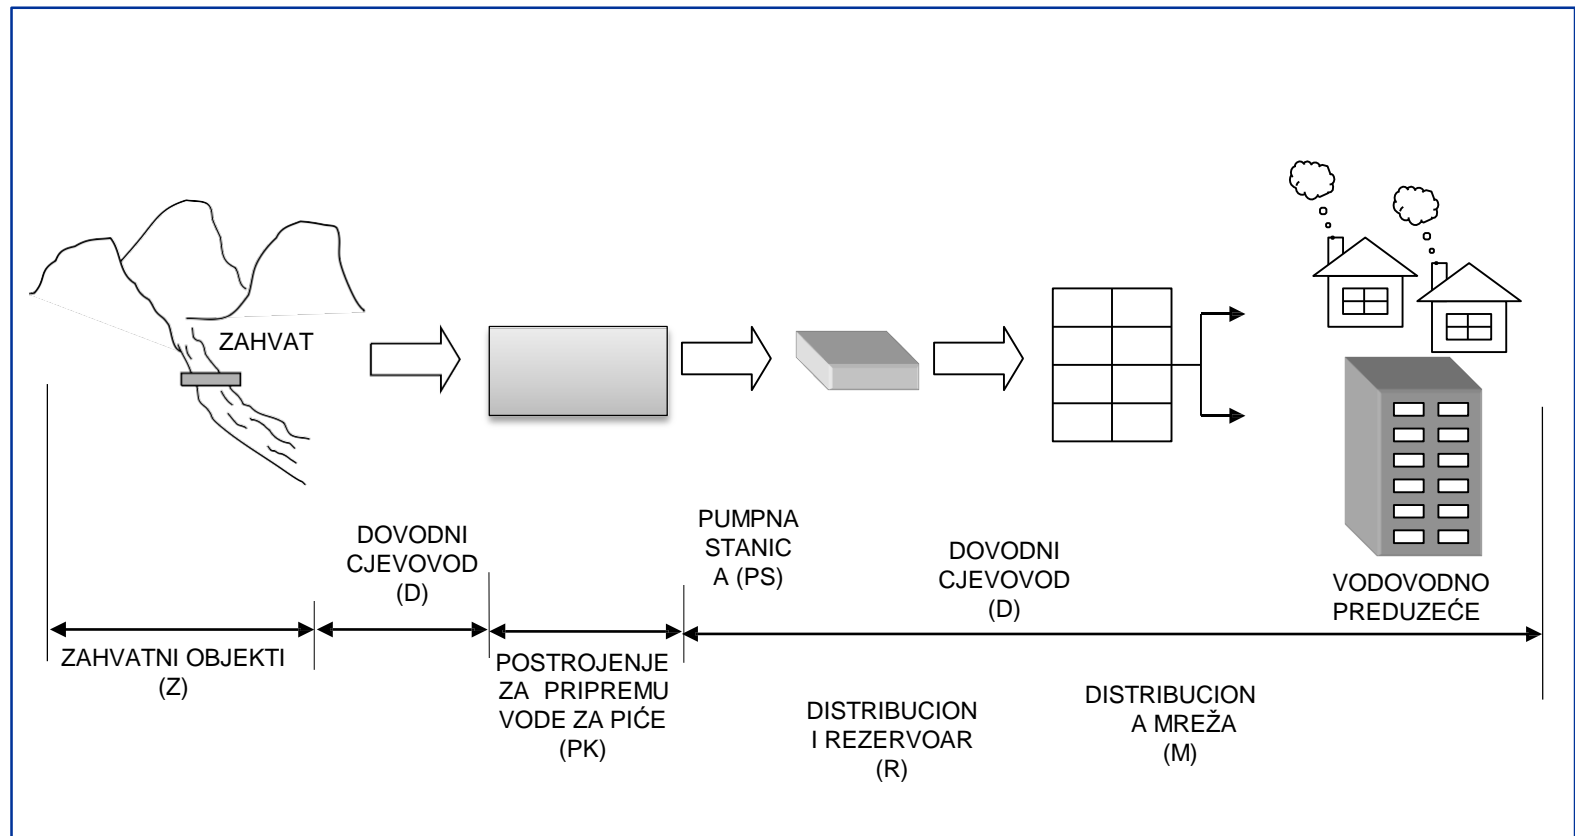 ZAHVAT
DOVODNI
CJEVOVOD
(D)
PUMPNA
STANIC
A (PS)
DOVODNI
CJEVOVOD
(D)
VODOVODNO
PREDUZEĆE
ZAHVATNI OBJEKTI
(Z)
POSTROJENJE
ZA PRIPREMU
VODE ZA PIĆE
(PK)
DISTRIBUCION
I REZERVOAR
(R)
DISTRIBUCION
A MREŽA
(M)